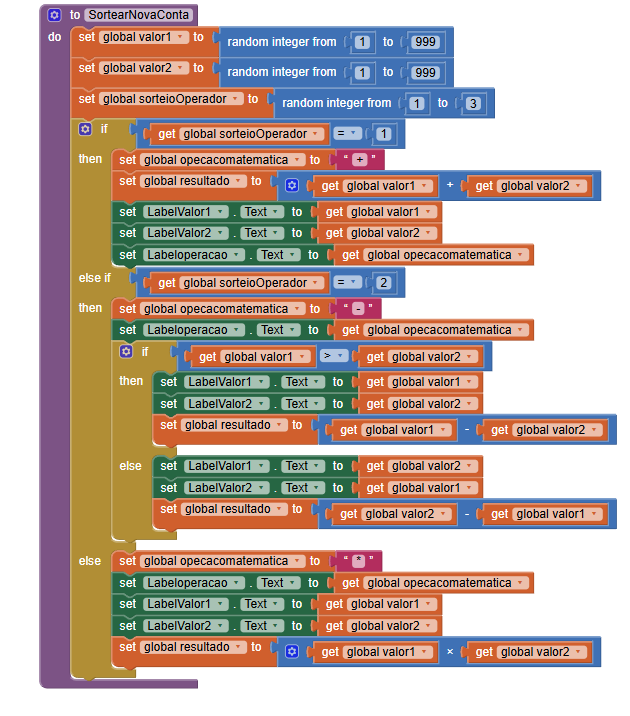 to SortearNovaConta
do set global valor1 to random integer from 1 to 999
set global valor2 to random integer from 1 to 999
set global sorteioOperador to random integer from 1 to 3
if get global sorteioOperador = 1
then set global opecacomatematica to " + "
set global resultado to get global valor1 + get global valor2
set LabelValor1 . Text to get global valor1
set LabelValor2 . Text to get global valor2
set Labeloperacao . Text to get global opecacomatematica
else if get global sorteioOperador = 2
then set global opecacomatematica to " - "
set Labeloperacao . Text to get global opecacomatematica
if get global valor1 > get global valor2
then set LabelValor1 . Text to get global valor1
set LabelValor2 . Text to get global valor2
set global resultado to get global valor1 - get global valor2
else set LabelValor1 . Text to get global valor2
set LabelValor2 . Text to get global valor1
set global resultado to get global valor2 - get global valor1
else set global opecacomatematica to " * "
set Labeloperacao . Text to get global opecacomatematica
set LabelValor1 . Text to get global valor1
set LabelValor2 . Text to get global valor2
set global resultado to get global valor1 × get global valor2